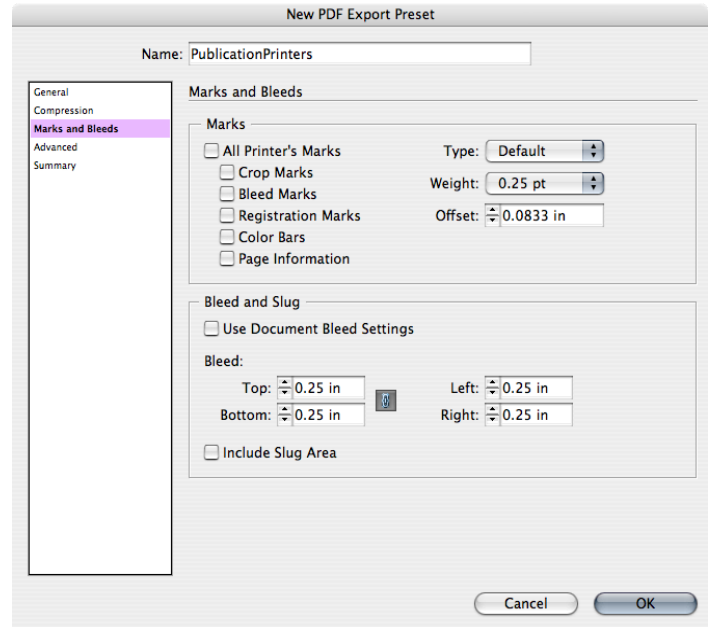 New PDF Export Preset
Name: PublicationPrinters
General
Compression
Marks and Bleeds
Advanced
Summary
Marks and Bleeds
Marks
All Printer's Marks
Crop Marks
Bleed Marks
Registration Marks
Color Bars
Page Information
Type: Default
Weight: 0.25 pt
Offset: 0.0833 in
Bleed and Slug
Use Document Bleed Settings
Bleed:
Top: 0.25 in Left: 0.25 in
Bottom: 0.25 in Right: 0.25 in
Include Slug Area
Cancel OK